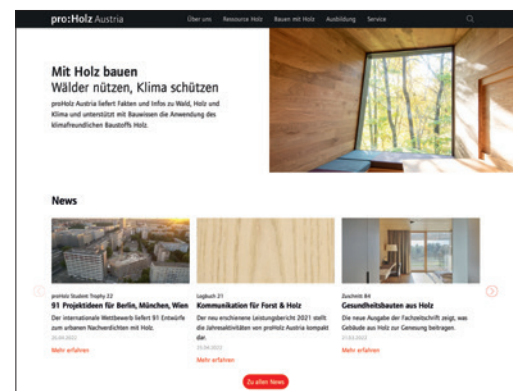 pro:Holz Austria
Über uns Ressource Holz Bauen mit Holz Ausbildung Service
Mit Holz bauen
Wälder nützen, Klima schützen
proHolz Austria liefert Fakten und Infos zu Wald, Holz und
Klima und unterstützt mit Bauwissen die Anwendung des
klimafreundlichen Baustoffs Holz.
News
proHolz Student Trophy 22
91 Projektideen für Berlin, München, Wien
Der internationale Wettbewerb liefert 91 Entwürfe
zum urbanen Nachverdichten mit Holz.
Mehr erfahren
Logbuch 21
Kommunikation für Forst & Holz
Der neu erschienene Leistungsbericht 2021 stellt
die Jahresaktivitäten von proHolz Austria kompakt
dar.
Mehr erfahren
Zuschnitt 84
Gesundheitsbauten aus Holz
Die neue Ausgabe der Fachzeitschrift zeigt, was
Gebäude aus Holz zur Genesung beitragen.
Mehr erfahren
Zu allen News